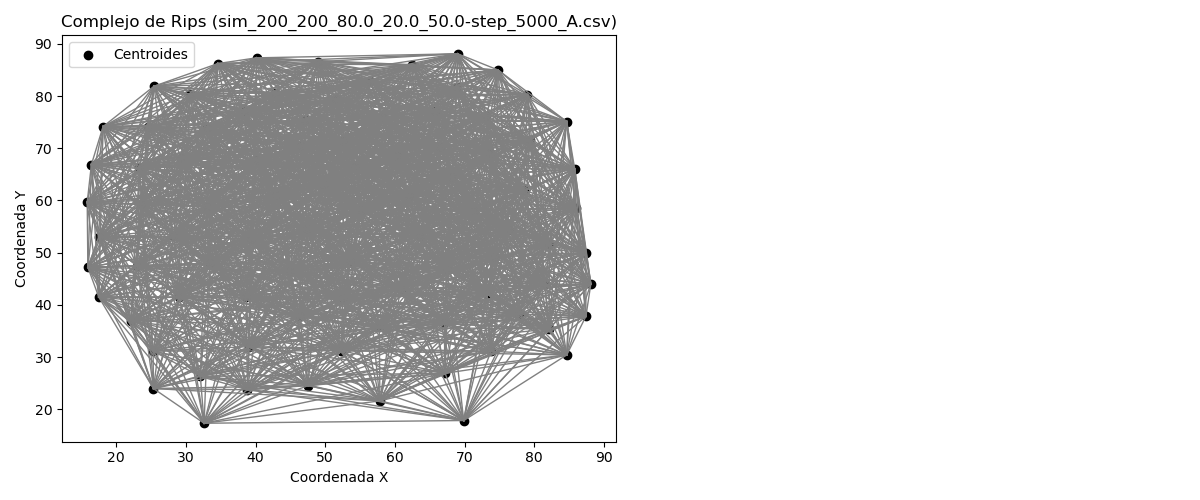 Complejo de Rips (sim_200_200_80.0_20.0_50.0-step_5000_A.csv)
Centroides
90
80
70
60
50
40
30
20
Coordenada Y
20 30 40 50 60 70 80 90
Coordenada X